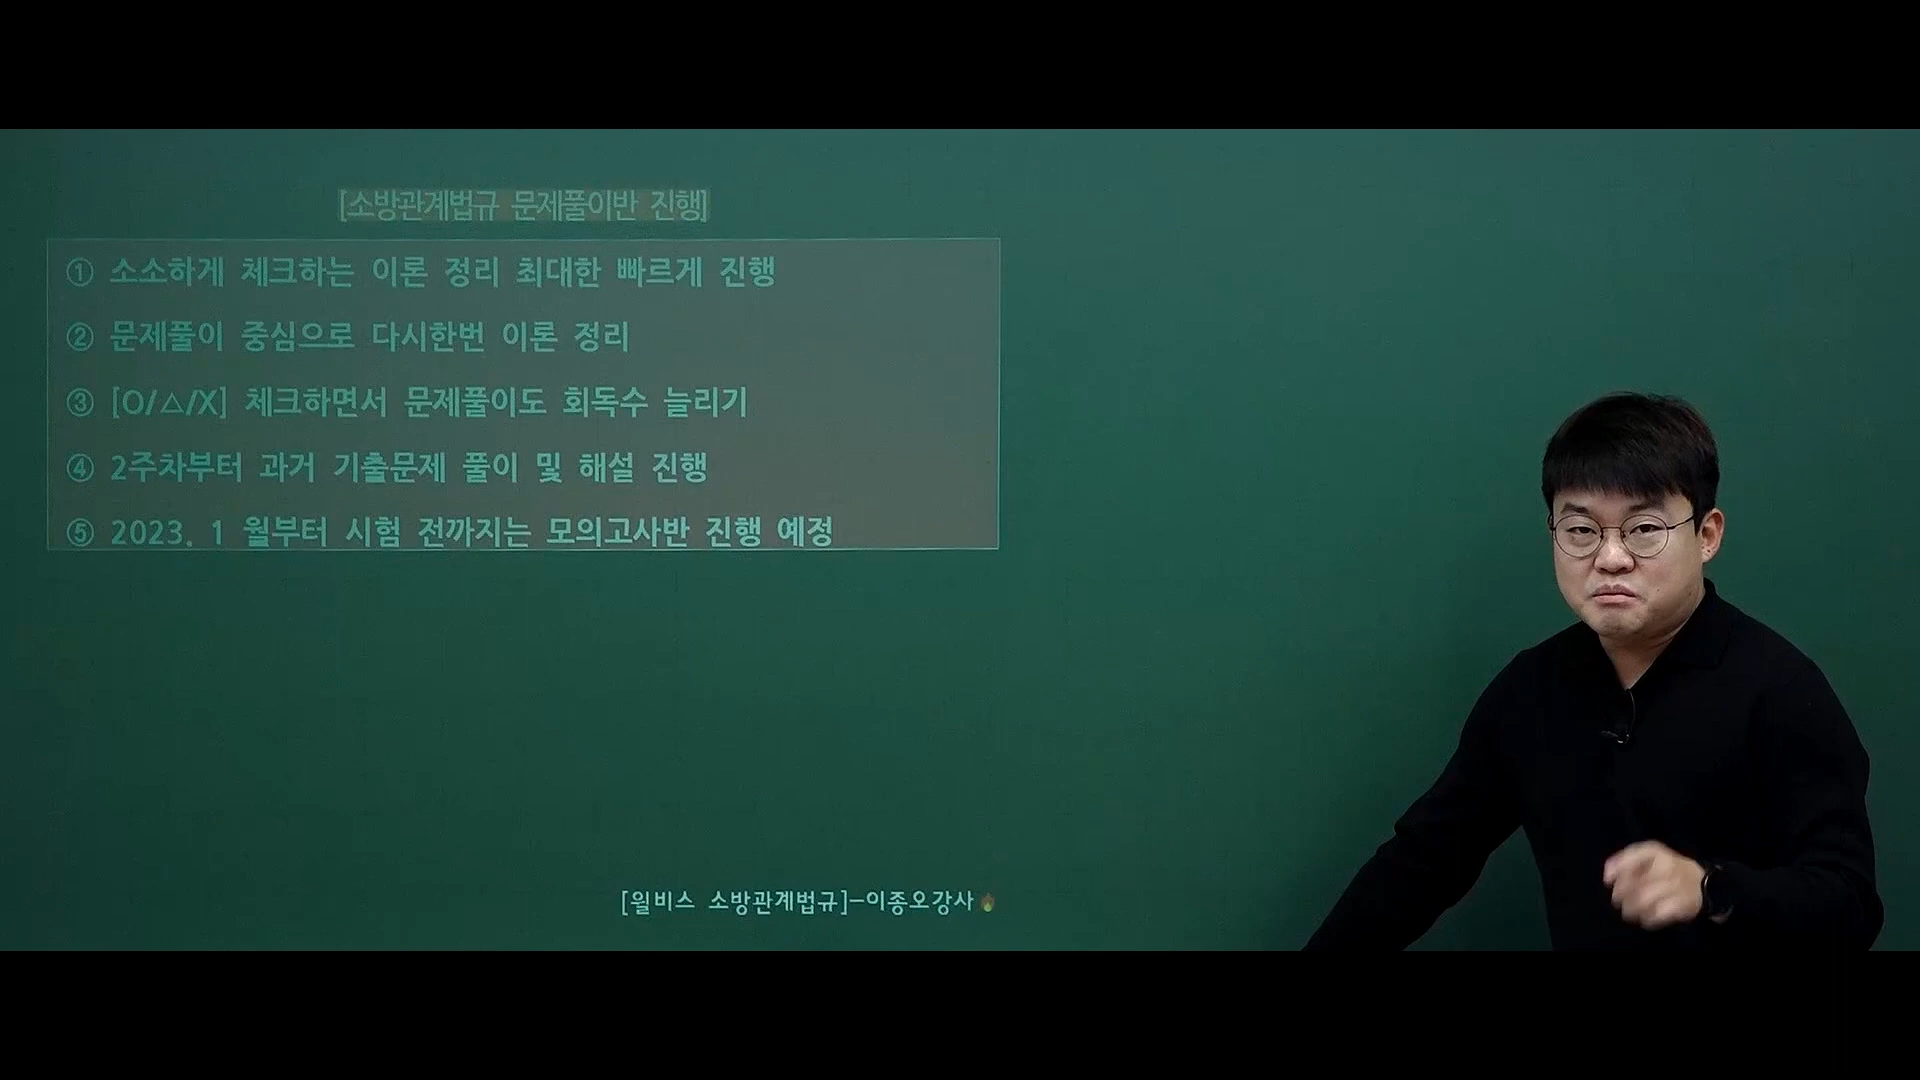 [소방관계법규 문제풀이반 진행]
① 소소하게 체크하는 이론 정리 최대한 빠르게 진행
② 문제풀이 중심으로 다시한번 이론 정리
③ [O/△/X] 체크하면서 문제풀이도 회독수 늘리기
④ 2주차부터 과거 기출문제 풀이 및 해설 진행
⑤ 2023. 1 월부터 시험 전까지는 모의고사반 진행 예정
[윌비스 소방관계법규]-이종오강사